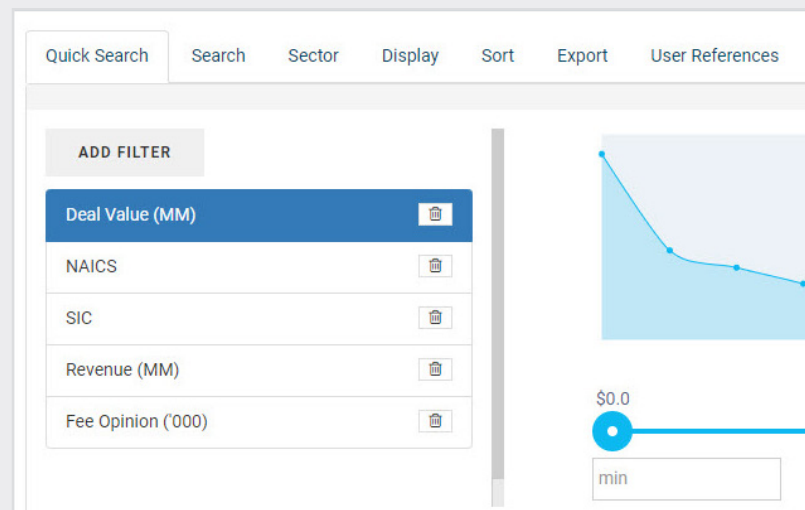 Quick Search Search Sector Display Sort Export User References
ADD FILTER
Deal Value (MM)
NAICS
SIC
Revenue (MM)
Fee Opinion ('000)
$0.0
min